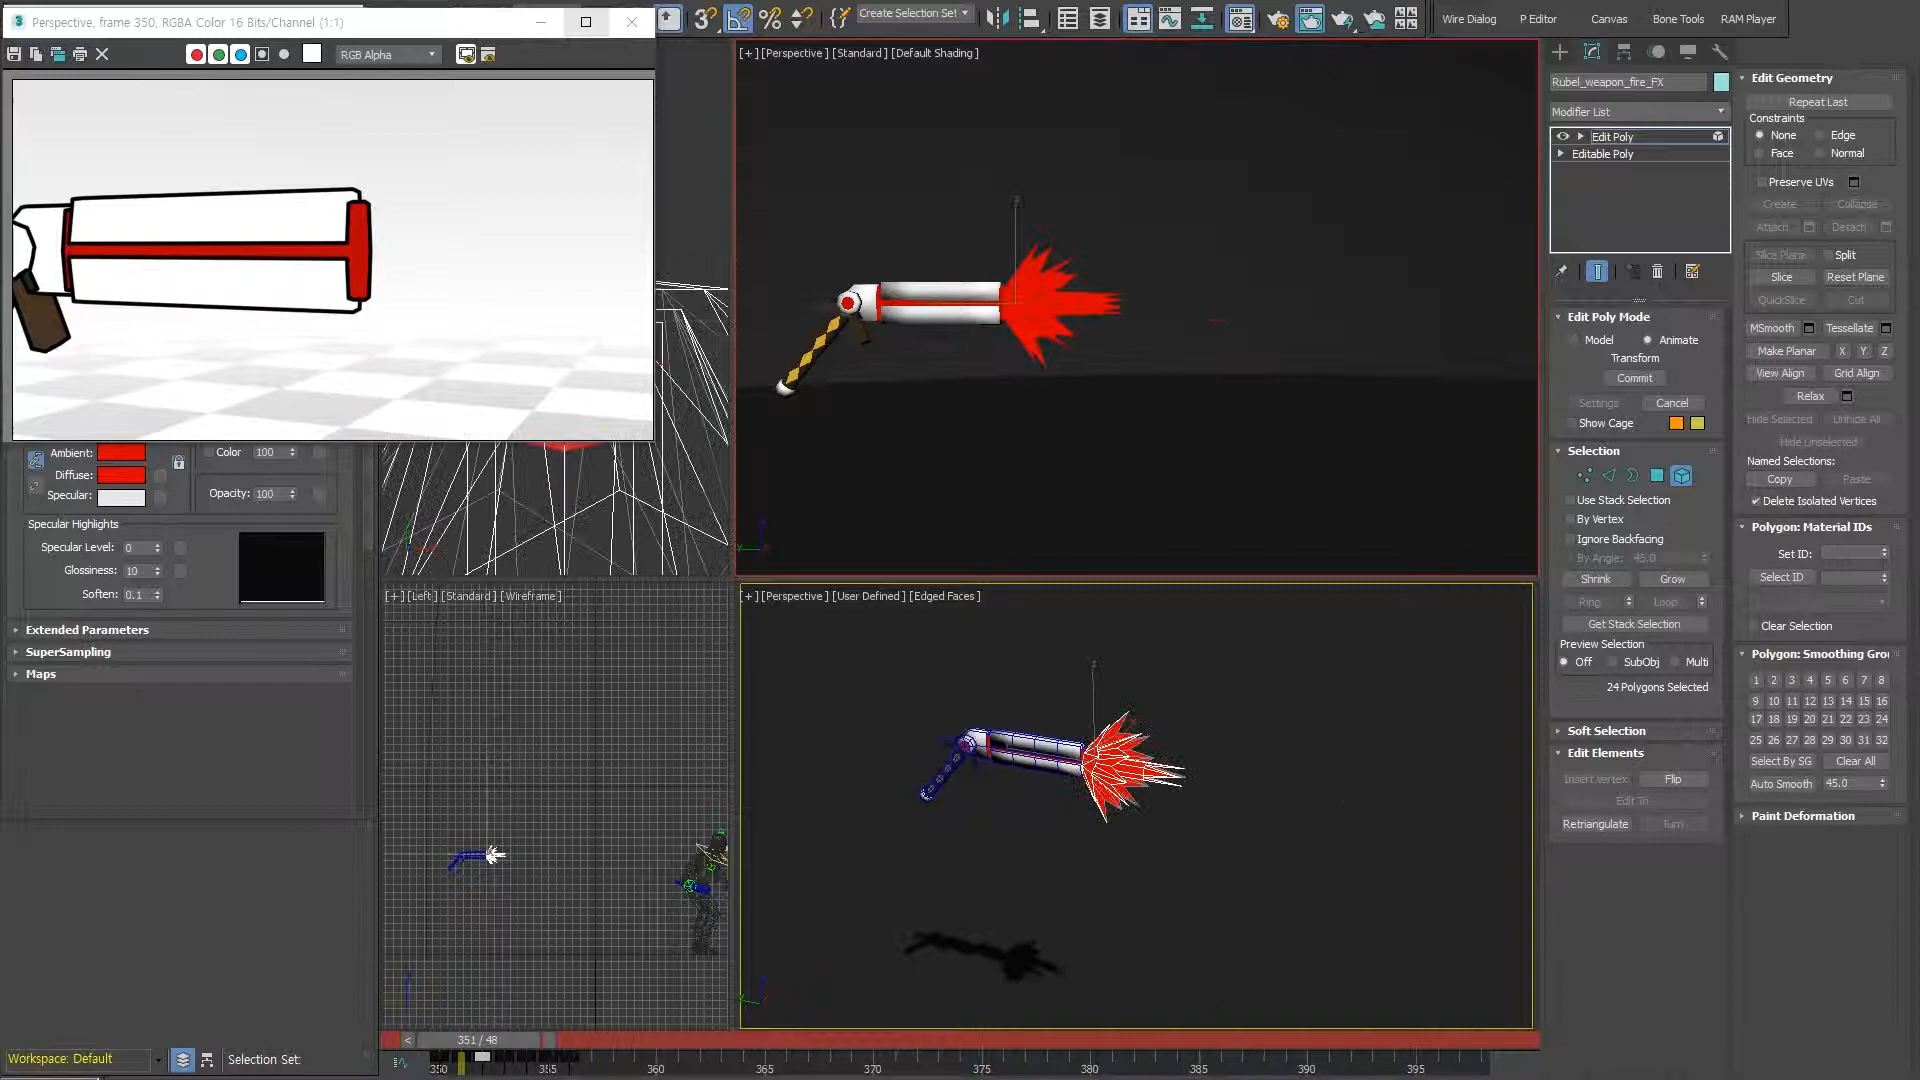 Perspective, frame 350, RGBA Color 16 Bits/Channel (1:1)
RGB Alpha
3
Create Selection Set
Wire Dialog
P Editor
Canvas
Bone Tools
RAM Player
[+] [Perspective] [Standard] [Default Shading]
Rubel_weapon_fire_FX
Modifier List
Edit Poly
Editable Poly
Edit Poly Mode
Model
Animate
Transform
Commit
Settings
Cancel
Show Cage
Selection
Use Stack Selection
By Vertex
Ignore Backfacing
By Angle: 45.0
Shrink
Grow
Ring
Loop
Get Stack Selection
Preview Selection
Off
SubObj
Multi
24 Polygons Selected
Soft Selection
Edit Elements
Insert Vertex
Flip
Edit Tri.
Retriangulate
Turn
Edit Geometry
Repeat Last
Constraints
None
Edge
Face
Normal
Preserve UVs
Create
Collapse
Attach
Detach
Slice Plane
Split
Slice
Reset Plane
QuickSlice
Cut
MSmooth
Tessellate
Make Planar
X
Y
Z
View Align
Grid Align
Relax
Hide Selected
Unhide All
Hide Unselected
Named Selections:
Copy
Paste
Delete Isolated Vertices
Polygon: Material IDs
Set ID:
Select ID
Clear Selection
Polygon: Smoothing Grou
1 2 3 4 5 6 7 8
9 10 11 12 13 14 15 16
17 18 19 20 21 22 23 24
25 26 27 28 29 30 31 32
Select By SG
Clear All
Auto Smooth
45.0
Paint Deformation
Ambient:
Diffuse:
Specular:
Color 100
Opacity: 100
Specular Highlights
Specular Level: 0
Glossiness: 10
Soften: 0.1
Extended Parameters
SuperSampling
Maps
[+] [Left] [Standard] [Wireframe]
[+] [Perspective] [User Defined] [Edged Faces]
< 351 / 48
350 355 360 365 370 375 380 385 390 395
Workspace: Default
Selection Set: